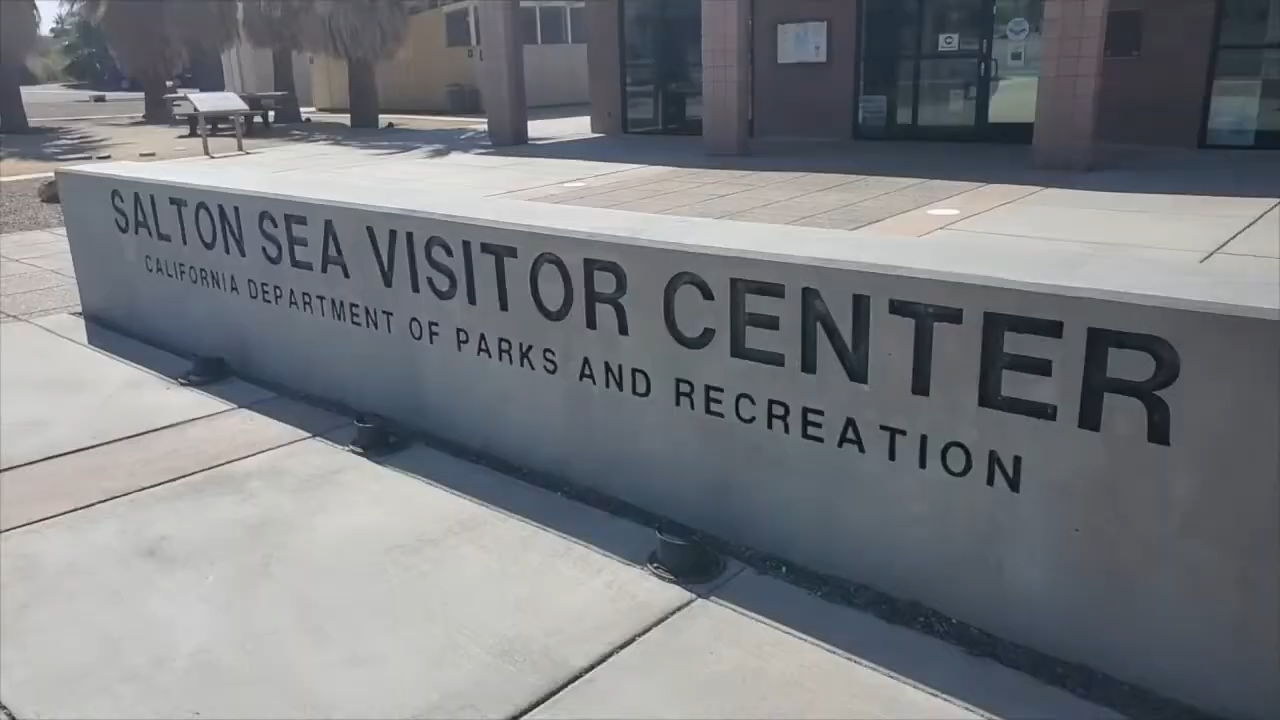 SALTON SEA VISITOR CENTER
CALIFORNIA DEPARTMENT OF PARKS AND RECREATION